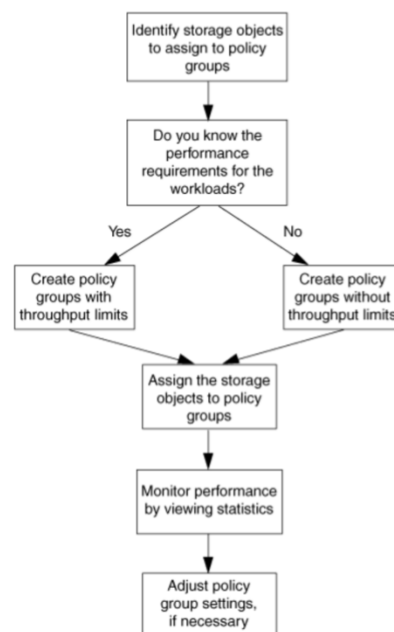 Identify storage objects
to assign to policy
groups
Do you know the
performance
requirements for the
workloads?
Yes
No
Create policy
groups with
throughput limits
Create policy
groups without
throughput limits
Assign the storage
objects to policy
groups
Monitor performance
by viewing statistics
Adjust policy
group settings,
if necessary